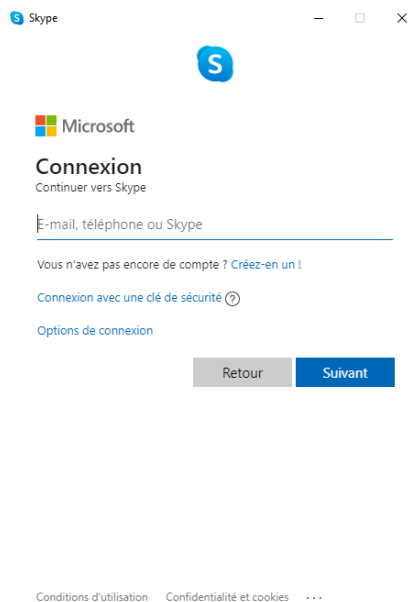 Skype
S
Microsoft
Connexion
Continuer vers Skype
E-mail, téléphone ou Skype
Vous n'avez pas encore de compte ? Créez-en un !
Connexion avec une clé de sécurité ?
Options de connexion
Retour Suivant
Conditions d'utilisation Confidentialité et cookies ...